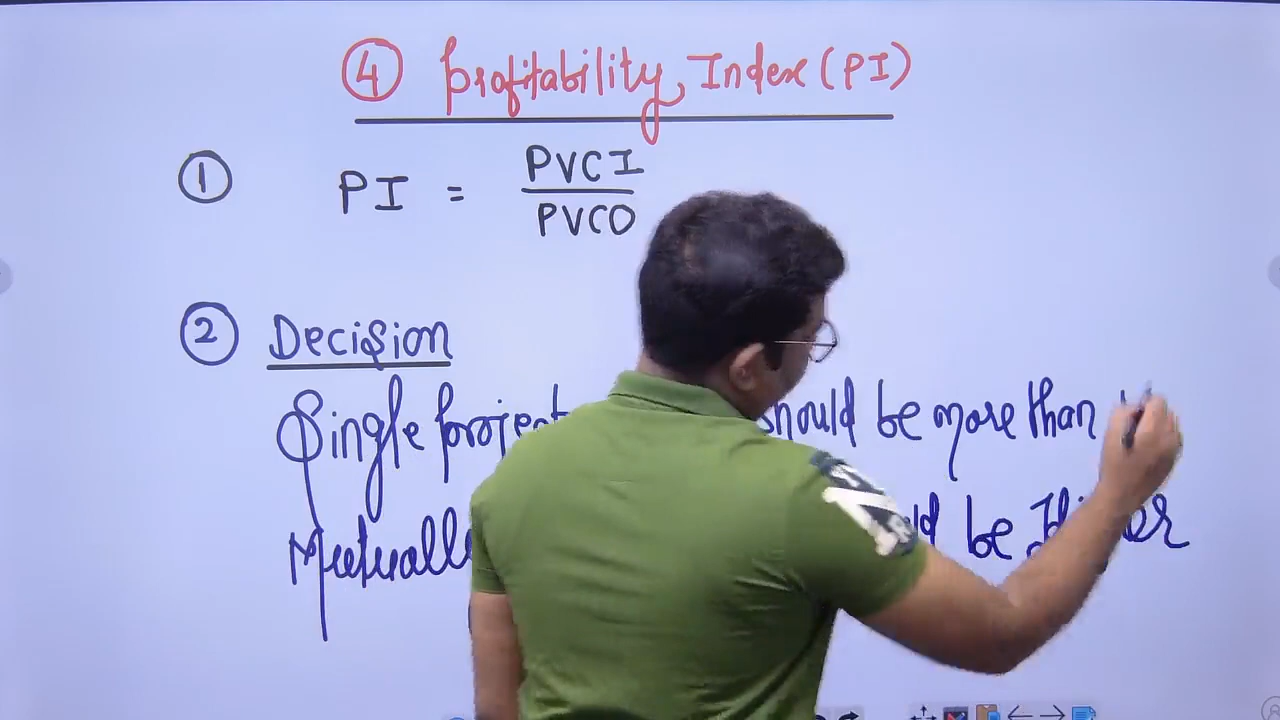 ④ Profitability Index (PI)
① PI = PVCI / PVCO
② Decision
Single project should be more than
Mutually be Higher